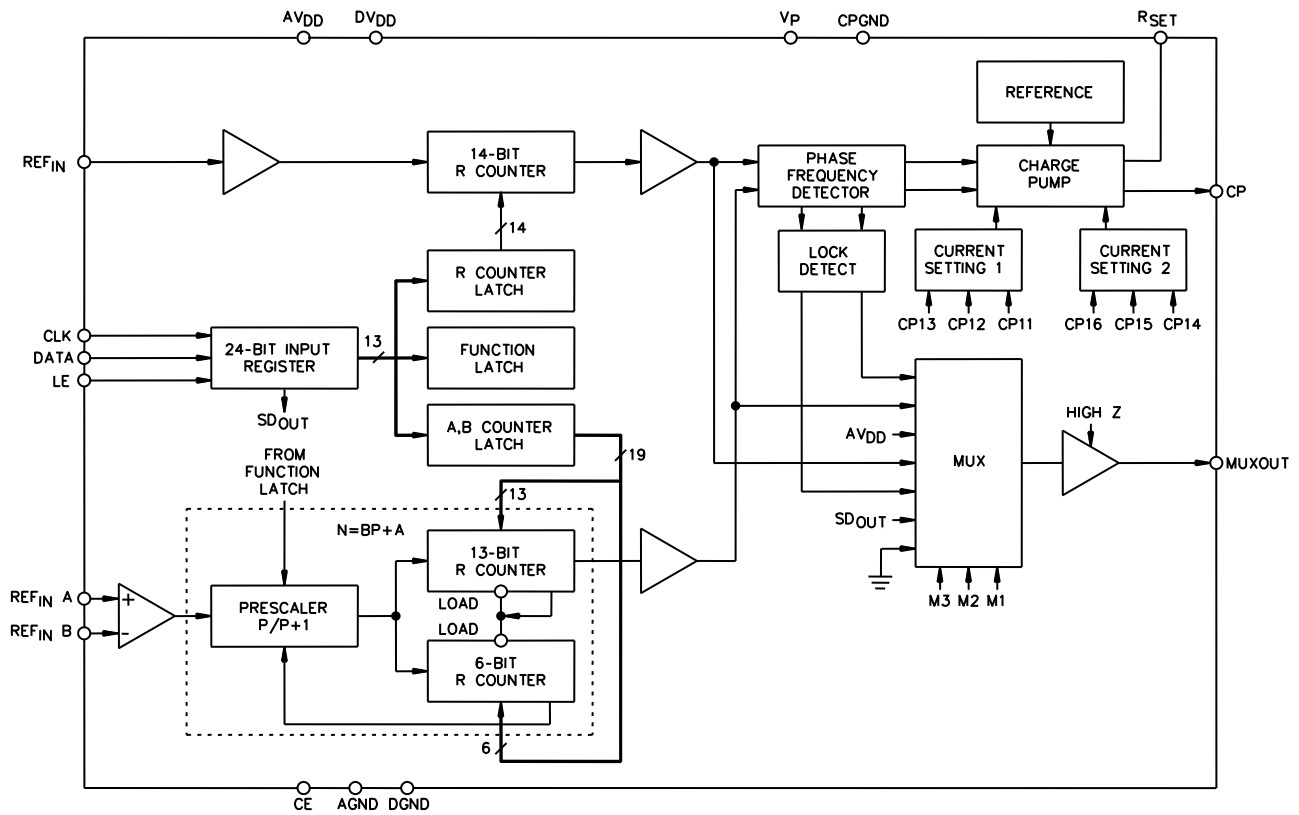 AVDD
DVDD
VP
CPGND
RSET
REFERENCE
REFIN
14-BIT
R COUNTER
PHASE
FREQUENCY
DETECTOR
CHARGE
PUMP
CP
14
R COUNTER
LATCH
LOCK
DETECT
CURRENT
SETTING 1
CURRENT
SETTING 2
CP13
CP12
CP11
CP16
CP15
CP14
CLK
DATA
LE
24-BIT INPUT
REGISTER
13
FUNCTION
LATCH
SDOUT
A,B COUNTER
LATCH
19
FROM
FUNCTION
LATCH
13
AVDD
MUX
HIGH Z
MUXOUT
SDOUT
M3
M2
M1
N=BP+A
13-BIT
R COUNTER
LOAD
LOAD
REFIN A
REFIN B
+
-
PRESCALER
P/P+1
6-BIT
R COUNTER
6
CE
AGND
DGND